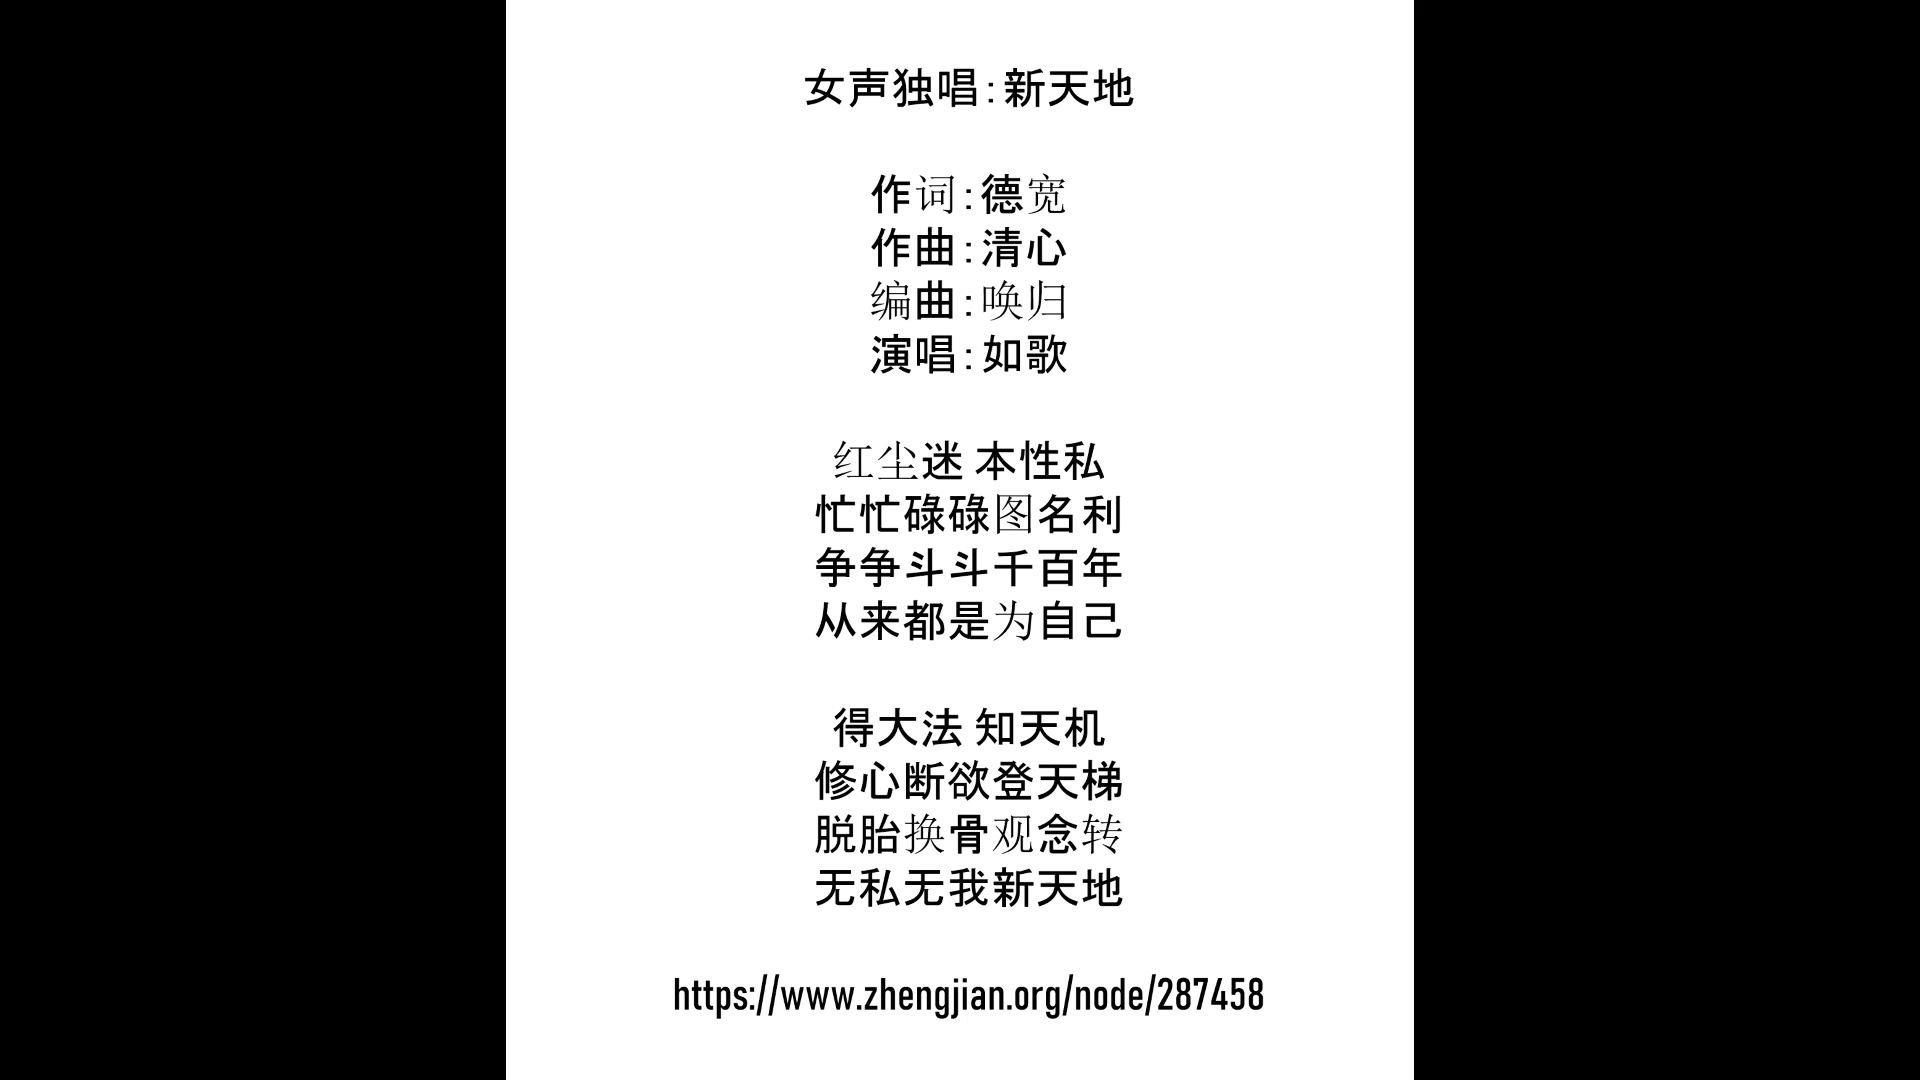 女声独唱:新天地
作词:德宽
作曲:清心
编曲:唤归
演唱:如歌
红尘迷 本性私
忙忙碌碌图名利
争争斗斗千百年
从来都是为自己
得大法 知天机
修心断欲登天梯
脱胎换骨观念转
无私无我新天地
https://www.zhengjian.org/node/287458